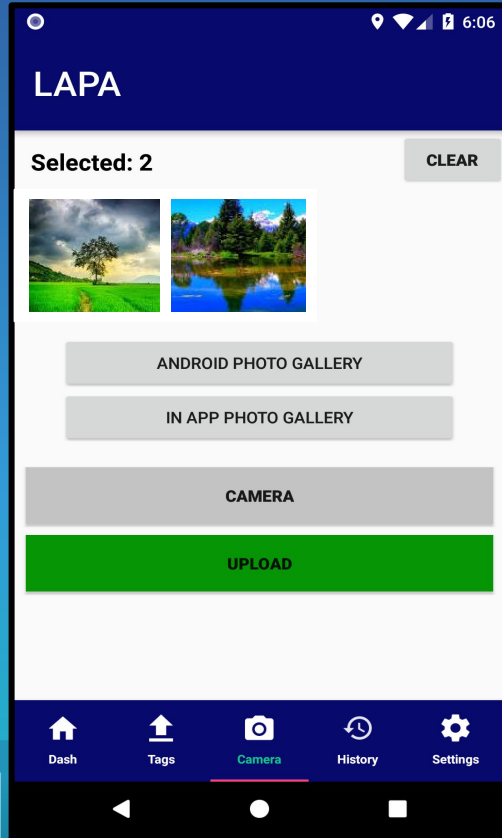 6:06
LAPA
Selected: 2
CLEAR
ANDROID PHOTO GALLERY
IN APP PHOTO GALLERY
CAMERA
UPLOAD
Dash Tags Camera History Settings